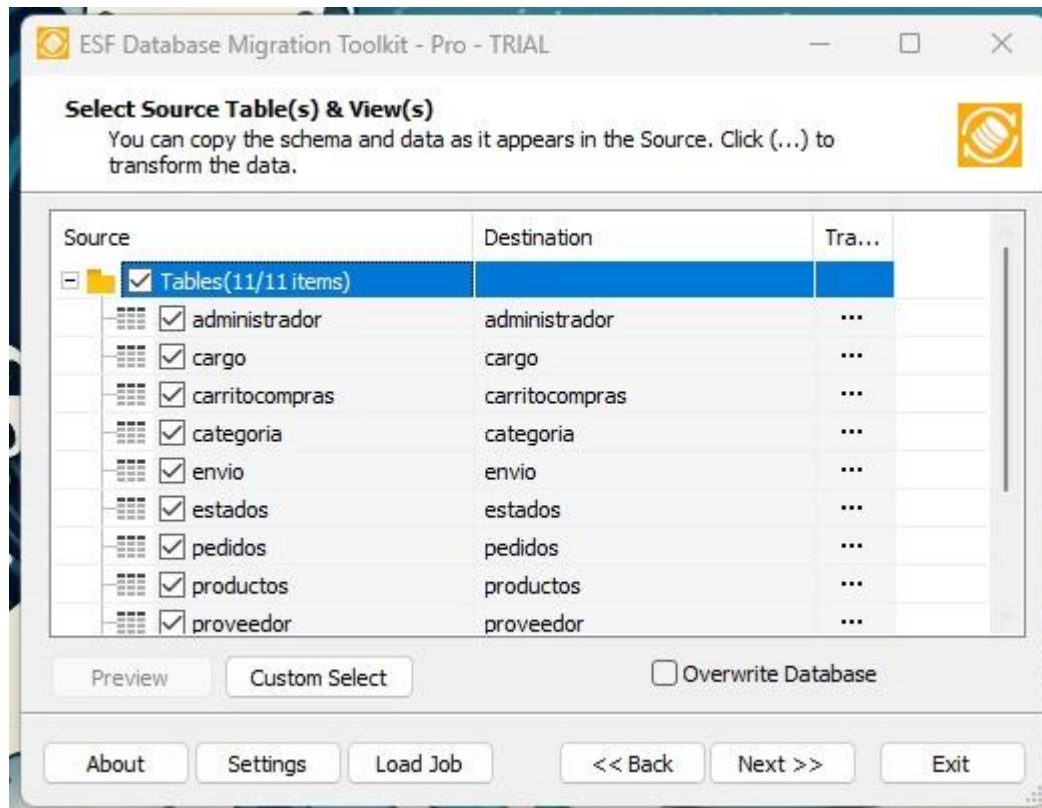 ESF Database Migration Toolkit - Pro - TRIAL
Select Source Table(s) & View(s)
You can copy the schema and data as it appears in the Source. Click (...) to
transform the data.
Source Destination Tra...
Tables(11/11 items)
administrador administrador ...
cargo cargo ...
carritocompras carritocompras ...
categoria categoria ...
envio envio ...
estados estados ...
pedidos pedidos ...
productos productos ...
proveedor proveedor ...
Preview Custom Select Overwrite Database
About Settings Load Job << Back Next >> Exit